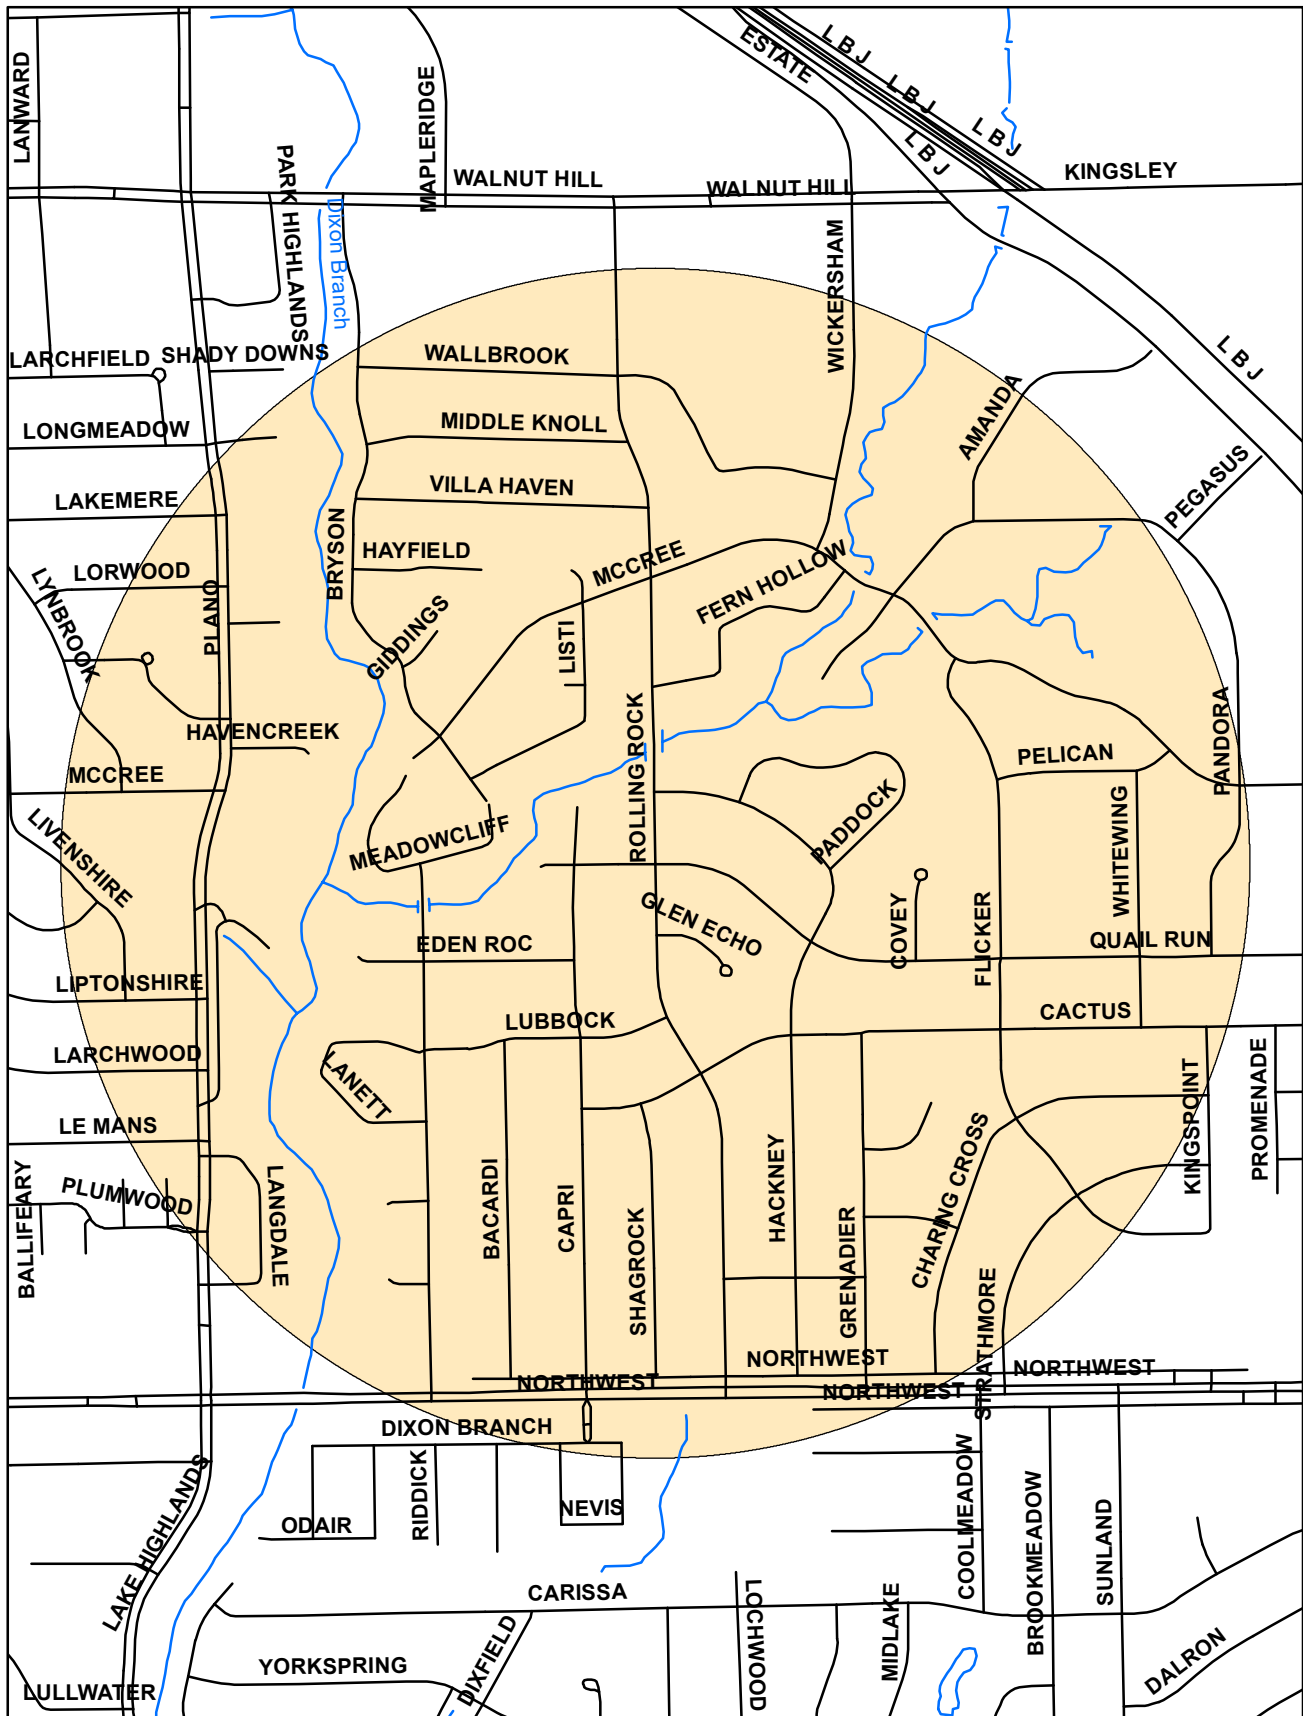 LANWARD
MAPLERIDGE
ESTATE
L B J
L B J
L B J
L B J
PARK HIGHLANDS
WALNUT HILL
WALNUT HILL
KINGSLEY
Dixon Branch
WICKERSHAM
LARCHFIELD
SHADY DOWNS
WALLBROOK
L B J
AMANDA
LONGMEADOW
MIDDLE KNOLL
PEGASUS
LAKEMERE
VILLA HAVEN
BRYSON
HAYFIELD
MCCREE
FERN HOLLOW
LORWOOD
LYNBROOK
PLANO
GIDDINGS
LISTI
HAVENCREEK
ROLLING ROCK
PANDORA
PELICAN
MCCREE
LIVENSHIRE
MEADOWCLIFF
PADDOCK
WHITEWING
GLEN ECHO
COVEY
FLICKER
EDEN ROC
QUAIL RUN
LIPTONSHIRE
LUBBOCK
CACTUS
LARCHWOOD
LANETT
KINGSPOINT
PROMENADE
LE MANS
BALLIFEARY
PLUMWOOD
LANGDALE
BACARDI
CAPRI
SHAGROCK
HACKNEY
GRENADIER
CHARING CROSS
STRATHMORE
NORTHWEST
NORTHWEST
NORTHWEST
NORTHWEST
DIXON BRANCH
LAKE HIGHLANDS
ODAIR
RIDDICK
NEVIS
COOLMEADOW
BROOKMEADOW
SUNLAND
CARISSA
LOCHWOOD
MIDLAKE
DALRON
YORKSPRING
DIXFIELD
LULLWATER